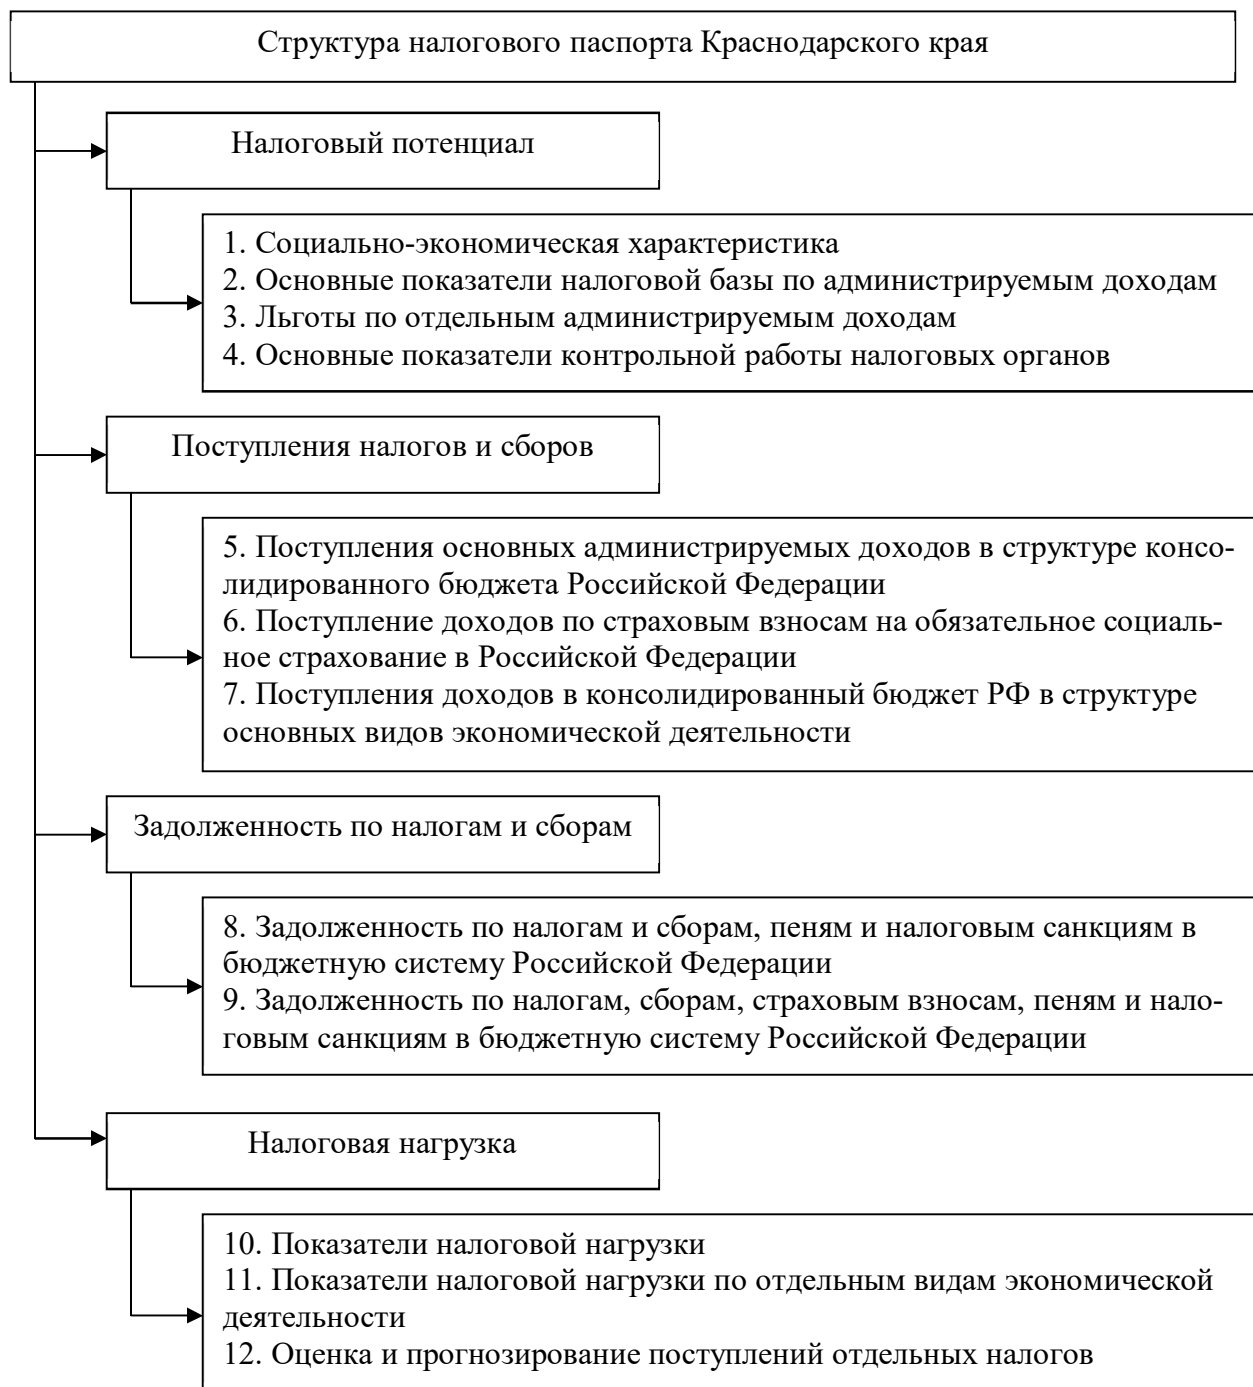 Структура налогового паспорта Краснодарского края
Налоговый потенциал
1. Социально-экономическая характеристика
2. Основные показатели налоговой базы по администрируемым доходам
3. Льготы по отдельным администрируемым доходам
4. Основные показатели контрольной работы налоговых органов
Поступления налогов и сборов
5. Поступления основных администрируемых доходов в структуре консо-
лидированного бюджета Российской Федерации
6. Поступление доходов по страховым взносам на обязательное социаль-
ное страхование в Российской Федерации
7. Поступления доходов в консолидированный бюджет РФ в структуре
основных видов экономической деятельности
Задолженность по налогам и сборам
8. Задолженность по налогам и сборам, пеням и налоговым санкциям в
бюджетную систему Российской Федерации
9. Задолженность по налогам, сборам, страховым взносам, пеням и нало-
говым санкциям в бюджетную систему Российской Федерации
Налоговая нагрузка
10. Показатели налоговой нагрузки
11. Показатели налоговой нагрузки по отдельным видам экономической
деятельности
12. Оценка и прогнозирование поступлений отдельных налогов